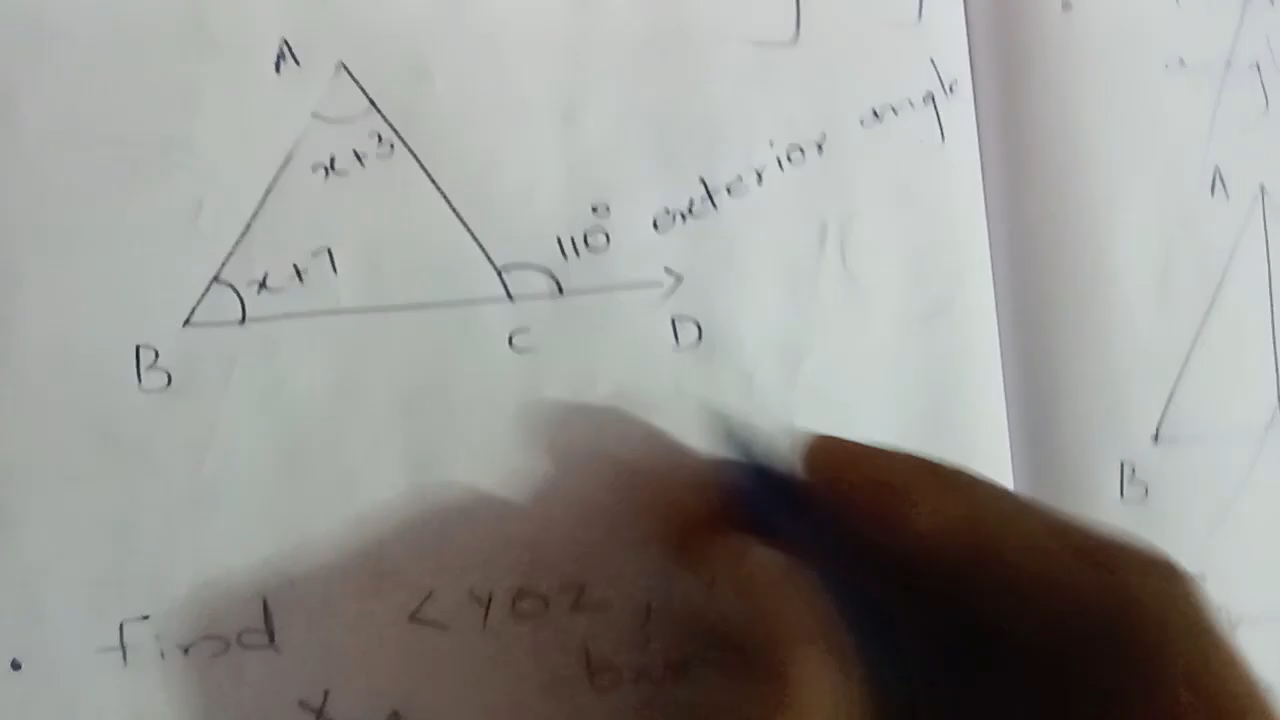 A
x+3
110° exterior angle
x+7
B
C
D
A
B
Find <YOZ,